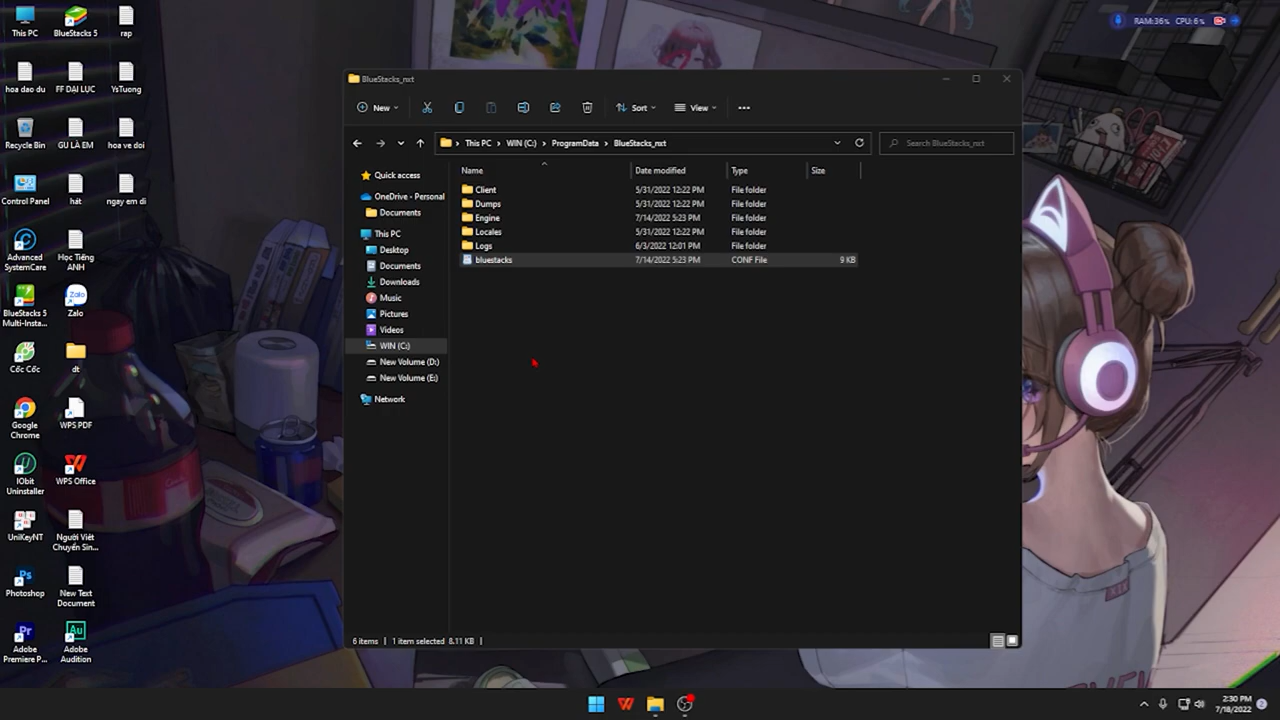 This PC
BlueStacks 5
rap
hoa dao du
FF ĐẠI LỤC
YsTuong
Recycle Bin
GU LÀ EM
hoa ve doi
Control Panel
hát
ngay em di
Advanced
SystemCare
Học Tiếng
ANH
BlueStacks 5
Multi-Insta...
Zalo
Cốc Cốc
dt
Google
Chrome
WPS PDF
IObit
Uninstaller
WPS Office
UniKeyNT
Người Việt
Chuyển Sin...
Photoshop
New Text
Document
Adobe
Premiere P...
Adobe
Audition
RAM:36% CPU:6%
BlueStacks_nxt
New
Sort
View
This PC > WIN (C:) > ProgramData > BlueStacks_nxt
Search BlueStacks_nxt
Quick access
OneDrive - Personal
Documents
This PC
Desktop
Documents
Downloads
Music
Pictures
Videos
WIN (C:)
New Volume (D:)
New Volume (E:)
Network
Name Date modified Type Size
Client 5/31/2022 12:22 PM File folder
Dumps 5/31/2022 12:22 PM File folder
Engine 7/14/2022 5:23 PM File folder
Locales 5/31/2022 12:22 PM File folder
Logs 6/3/2022 12:01 PM File folder
bluestacks 7/14/2022 5:23 PM CONF File 9 KB
6 items | 1 item selected 8.11 KB |
2:30 PM
7/18/2022
2